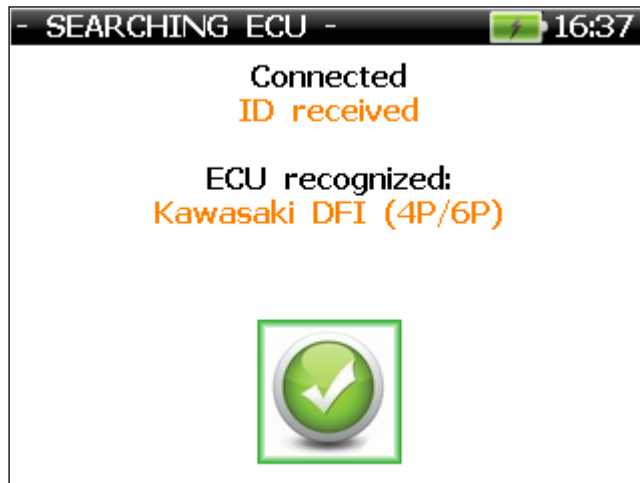 - SEARCHING ECU - 16:37
Connected
ID received
ECU recognized:
Kawasaki DFI (4P/6P)